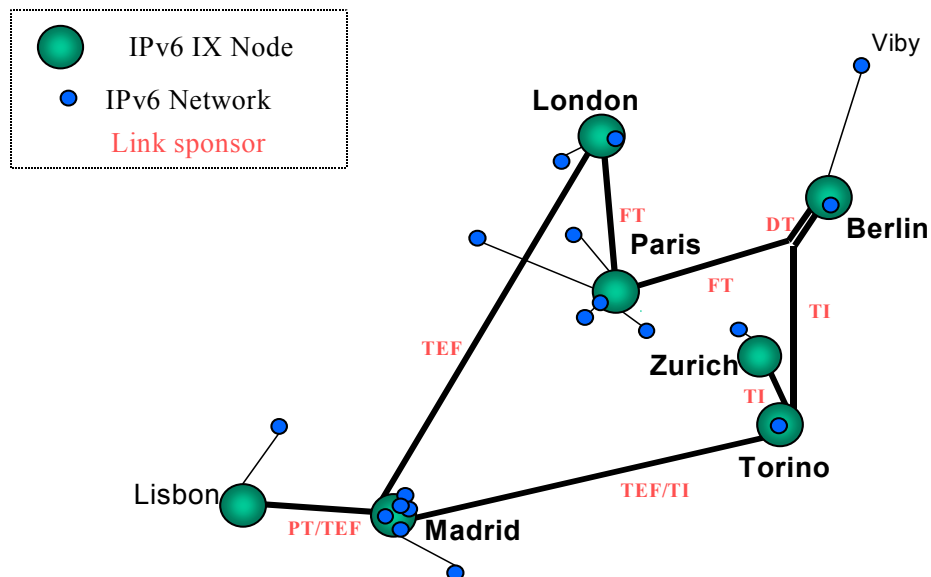 IPv6 IX Node
IPv6 Network
Link sponsor
Viby
London
FT
DT
Berlin
Paris
FT
TI
TEF
Zurich
TI
Torino
Lisbon
TEF/TI
PT/TEF
Madrid